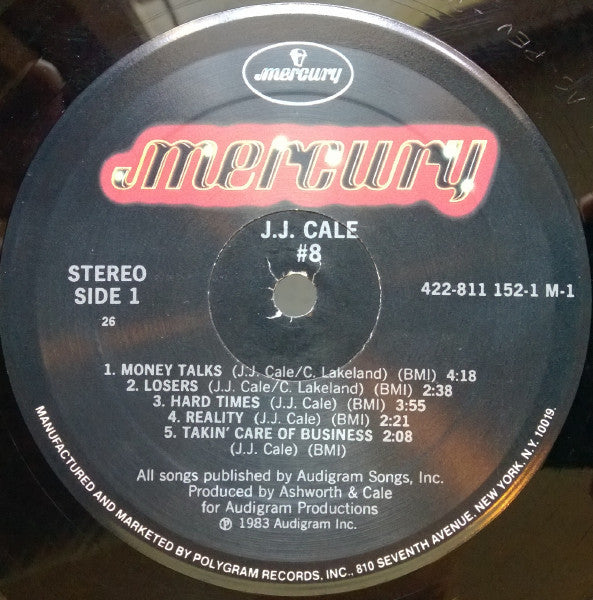 mercury
mercury
J.J. CALE
#8
STEREO
SIDE 1
26
422-811 152-1 M-1
1. MONEY TALKS (J.J. Cale/C. Lakeland) (BMI) 4:18
2. LOSERS (J.J. Cale/C. Lakeland) (BMI) 2:38
3. HARD TIMES (J.J. Cale) (BMI) 3:55
4. REALITY (J.J. Cale) (BMI) 2:21
5. TAKIN' CARE OF BUSINESS 2:08
(J.J. Cale) (BMI)
All songs published by Audigram Songs, Inc.
Produced by Ashworth & Cale
for Audigram Productions
℗ 1983 Audigram Inc.
MANUFACTURED AND MARKETED BY POLYGRAM RECORDS, INC., 810 SEVENTH AVENUE, NEW YORK, N.Y. 10019.